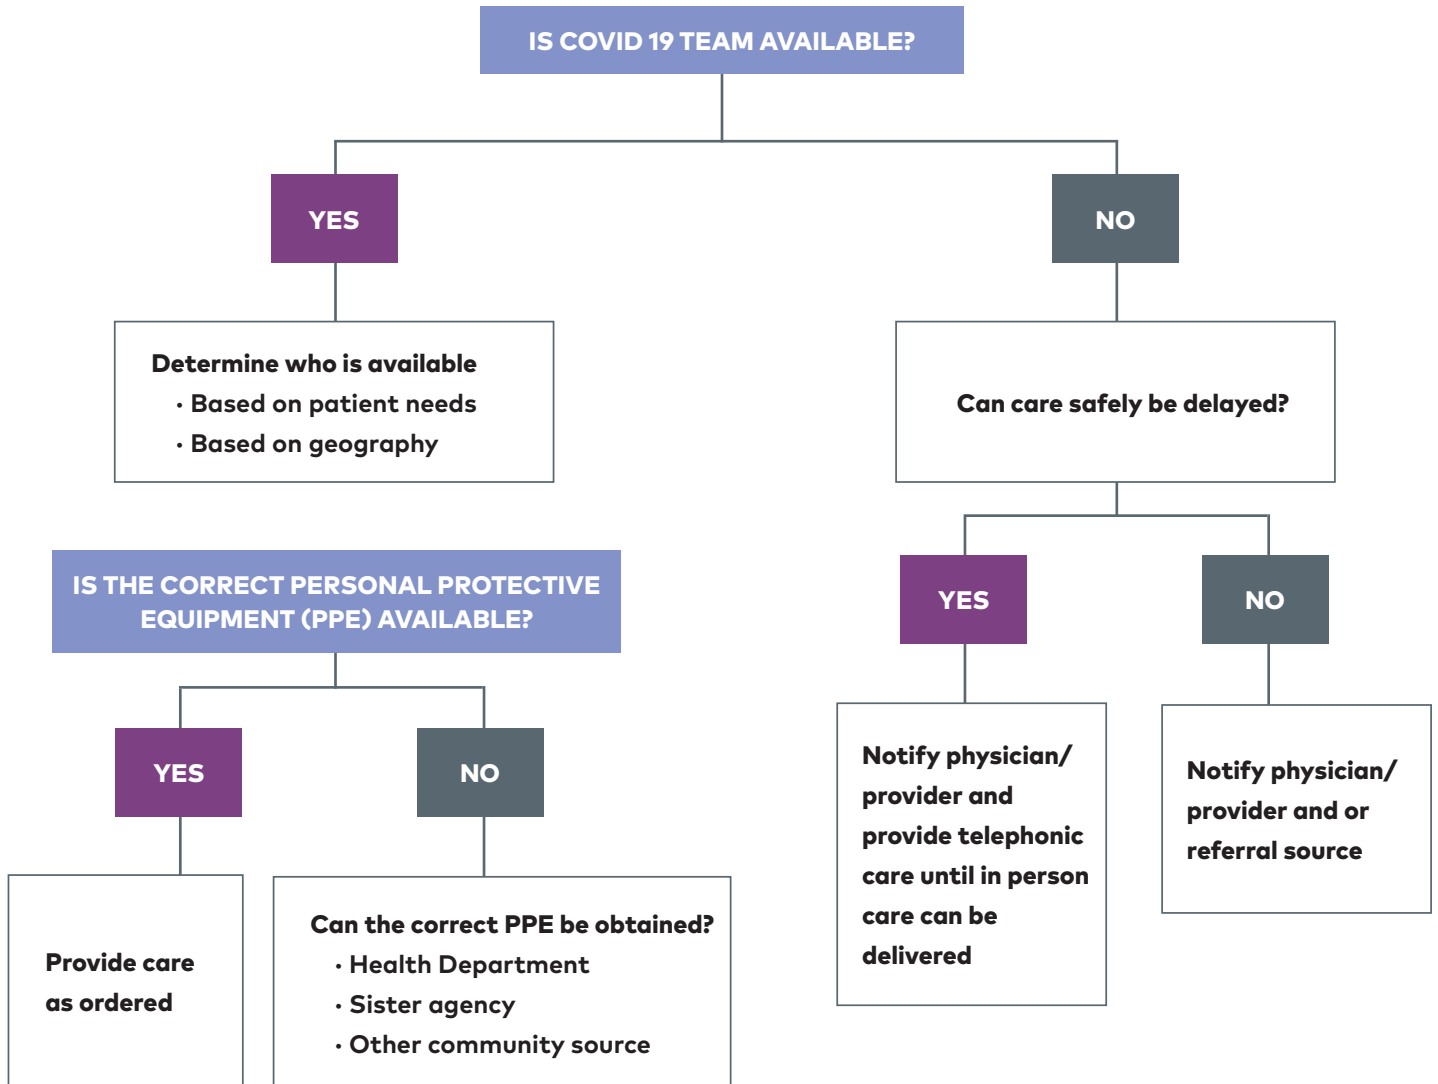 IS COVID 19 TEAM AVAILABLE?
YES
NO
Determine who is available
· Based on patient needs
· Based on geography
Can care safely be delayed?
IS THE CORRECT PERSONAL PROTECTIVE
EQUIPMENT (PPE) AVAILABLE?
YES
NO
YES
NO
Provide care
as ordered
Can the correct PPE be obtained?
· Health Department
· Sister agency
· Other community source
Notify physician/
provider and
provide telephonic
care until in person
care can be
delivered
Notify physician/
provider and or
referral source